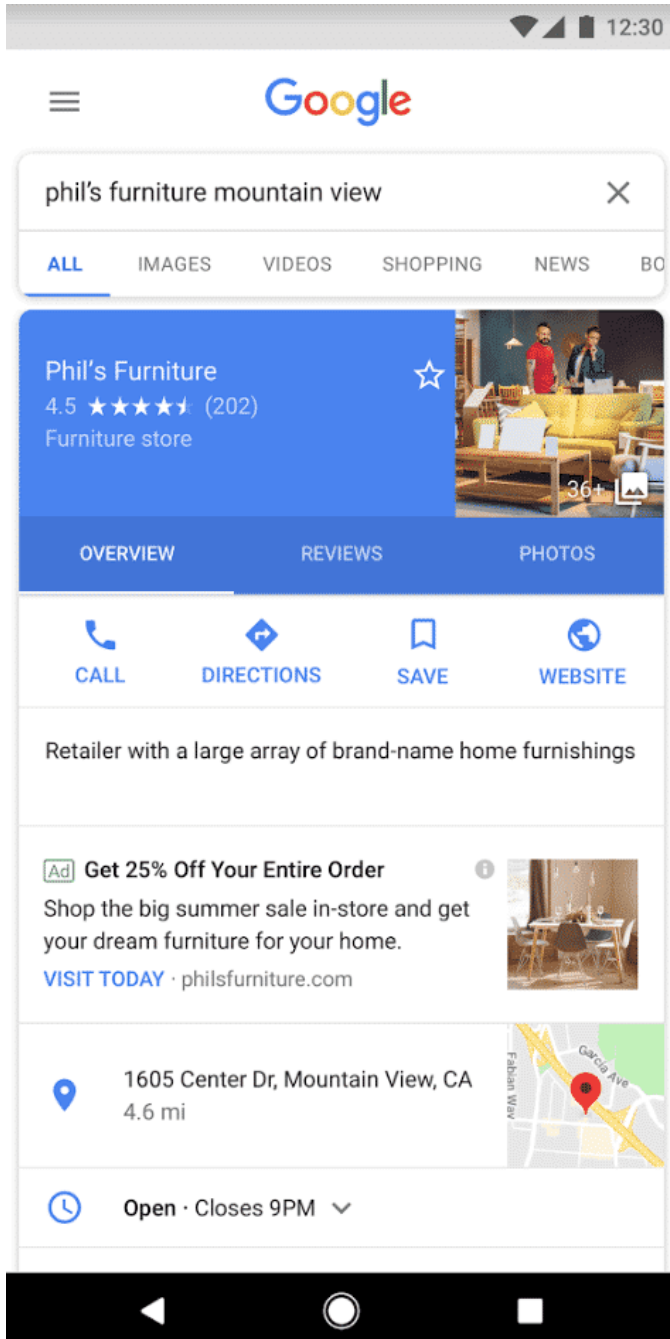 12:30
Google
phil's furniture mountain view
ALL IMAGES VIDEOS SHOPPING NEWS BO
Phil's Furniture
4.5 ★★★★⯨ (202)
Furniture store
36+
OVERVIEW REVIEWS PHOTOS
CALL DIRECTIONS SAVE WEBSITE
Retailer with a large array of brand-name home furnishings
Ad Get 25% Off Your Entire Order
Shop the big summer sale in-store and get
your dream furniture for your home.
VISIT TODAY · philsfurniture.com
1605 Center Dr, Mountain View, CA
4.6 mi
Fabian Way
Garcia Ave
Open · Closes 9PM